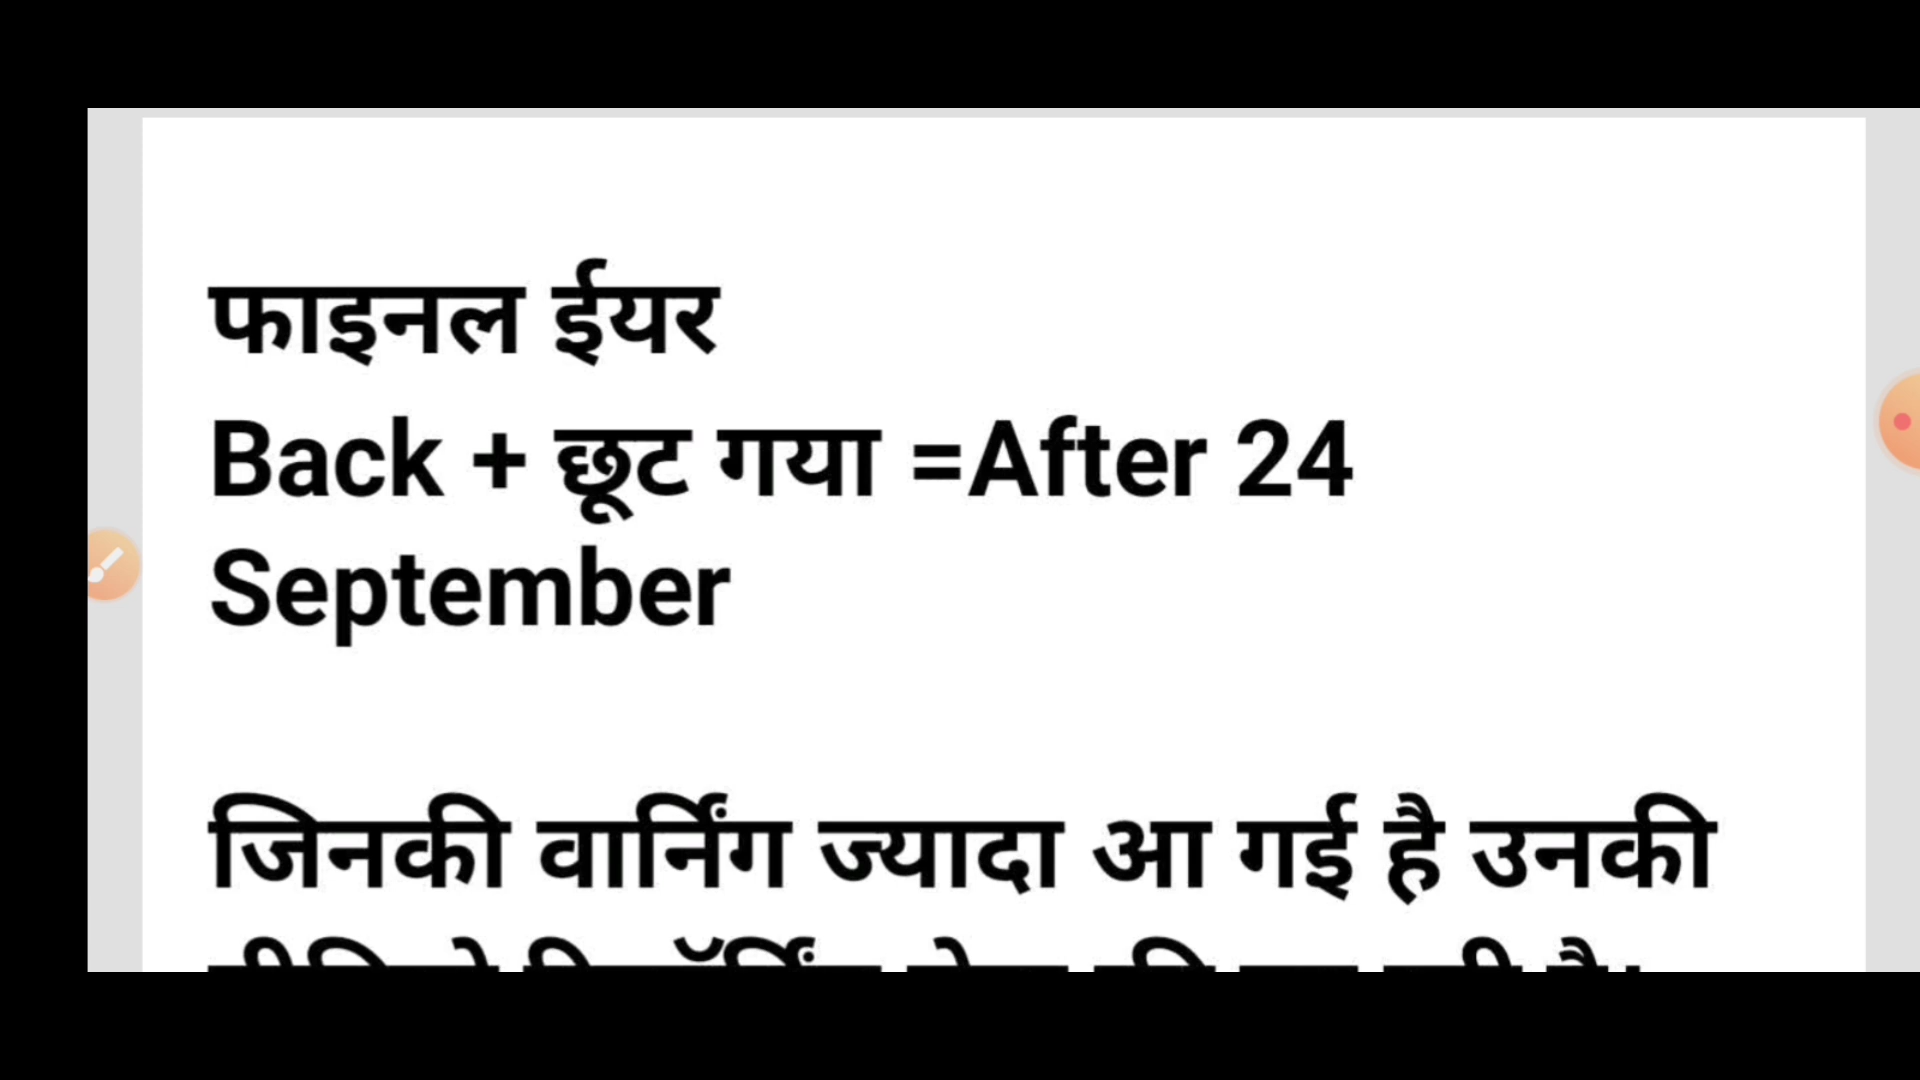 फाइनल ईयर
Back + छूट गया =After 24
September
जिनकी वार्निंग ज्यादा आ गई है उनकी